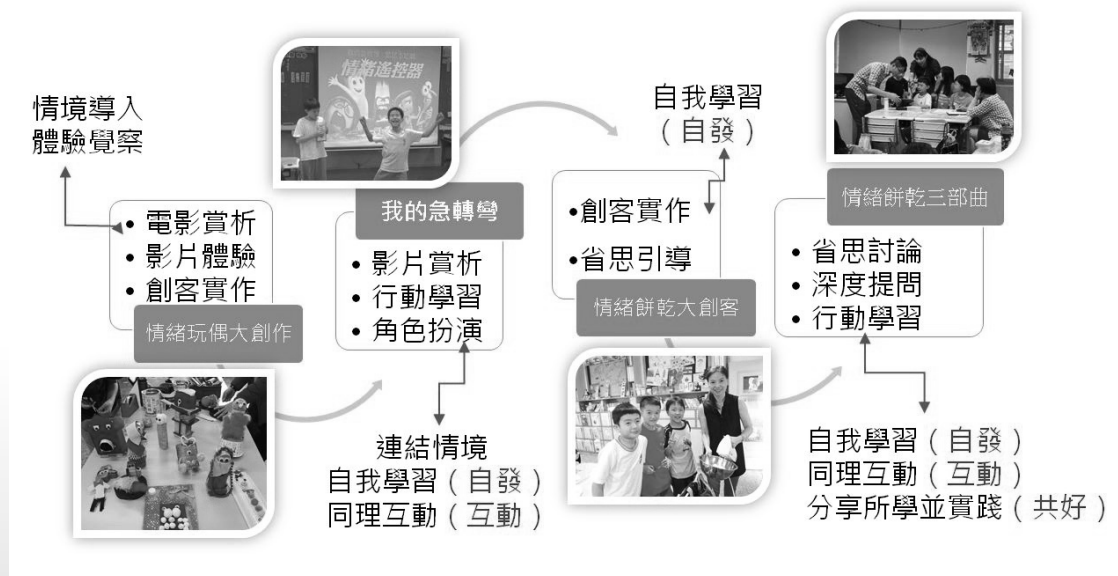 情境導入
體驗覺察
• 電影賞析
• 影片體驗
• 創客實作
情緒玩偶大創作
情緒遙控器
我的急轉彎
• 影片賞析
• 行動學習
• 角色扮演
連結情境
自我學習（自發）
同理互動（互動）
自我學習
（自發）
•創客實作
•省思引導
情緒餅乾大創客
情緒餅乾三部曲
• 省思討論
• 深度提問
• 行動學習
自我學習（自發）
同理互動（互動）
分享所學並實踐（共好）